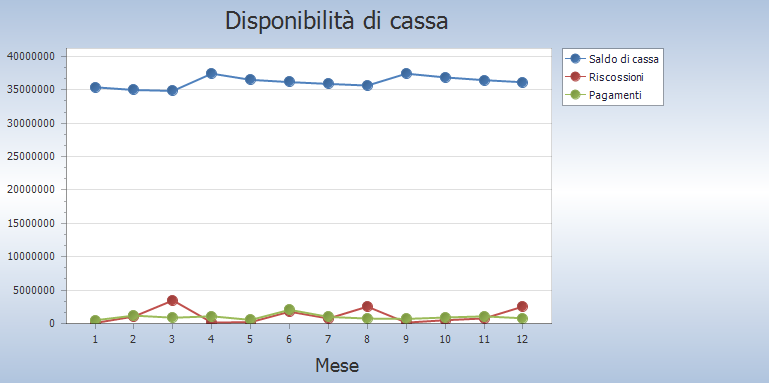 Disponibilità di cassa
40000000
35000000
30000000
25000000
20000000
15000000
10000000
5000000
0
1 2 3 4 5 6 7 8 9 10 11 12
Mese
Saldo di cassa
Riscossioni
Pagamenti